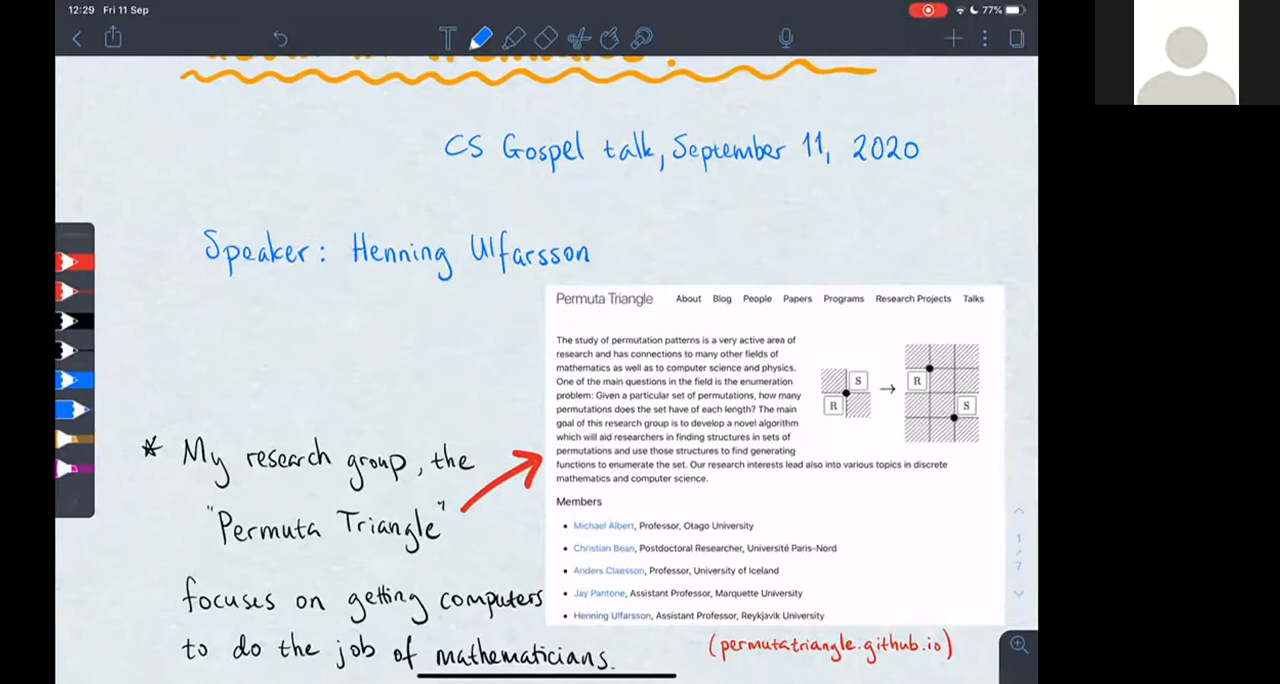 12:29 Fri 11 Sep
77%
CS Gospel talk, September 11, 2020
Speaker: Henning Ulfarsson
Permuta Triangle About Blog People Papers Programs Research Projects Talks
The study of permutation patterns is a very active area of
research and has connections to many other fields of
mathematics as well as to computer science and physics.
One of the main questions in the field is the enumeration
problem: Given a particular set of permutations, how many
permutations does the set have of each length? The main
goal of this research group is to develop a novel algorithm
which will aid researchers in finding structures in sets of
permutations and use those structures to find generating
functions to enumerate the set. Our research interests lead also into various topics in discrete
mathematics and computer science.
S
R
→
R
S
Members
• Michael Albert, Professor, Otago University
• Christian Bean, Postdoctoral Researcher, Université Paris-Nord
• Anders Claesson, Professor, University of Iceland
• Jay Pantone, Assistant Professor, Marquette University
• Henning Ulfarsson, Assistant Professor, Reykjavik University
* My research group, the
"Permuta Triangle"
focuses on getting computers
to do the job of mathematicians.
(permutatriangle.github.io)
1
/
7